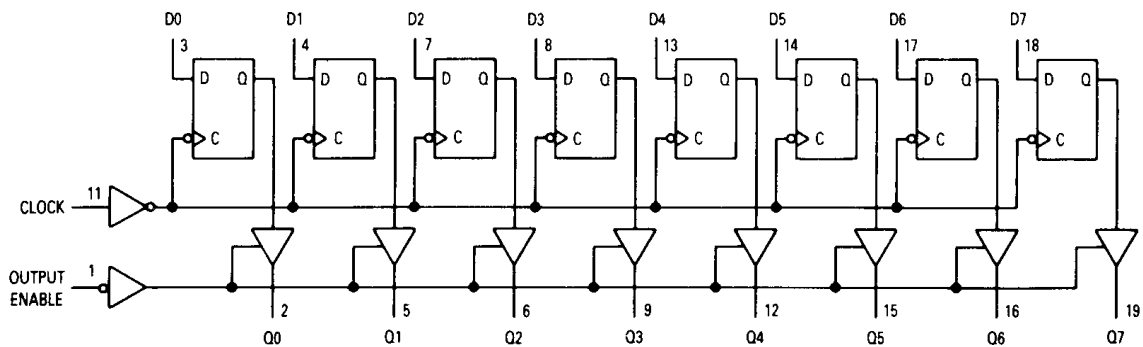 D0 D1 D2 D3 D4 D5 D6 D7
3 4 7 8 13 14 17 18
D Q D Q D Q D Q D Q D Q D Q D Q
C C C C C C C C
11
CLOCK
1
OUTPUT
ENABLE
2 5 6 9 12 15 16 19
Q0 Q1 Q2 Q3 Q4 Q5 Q6 Q7